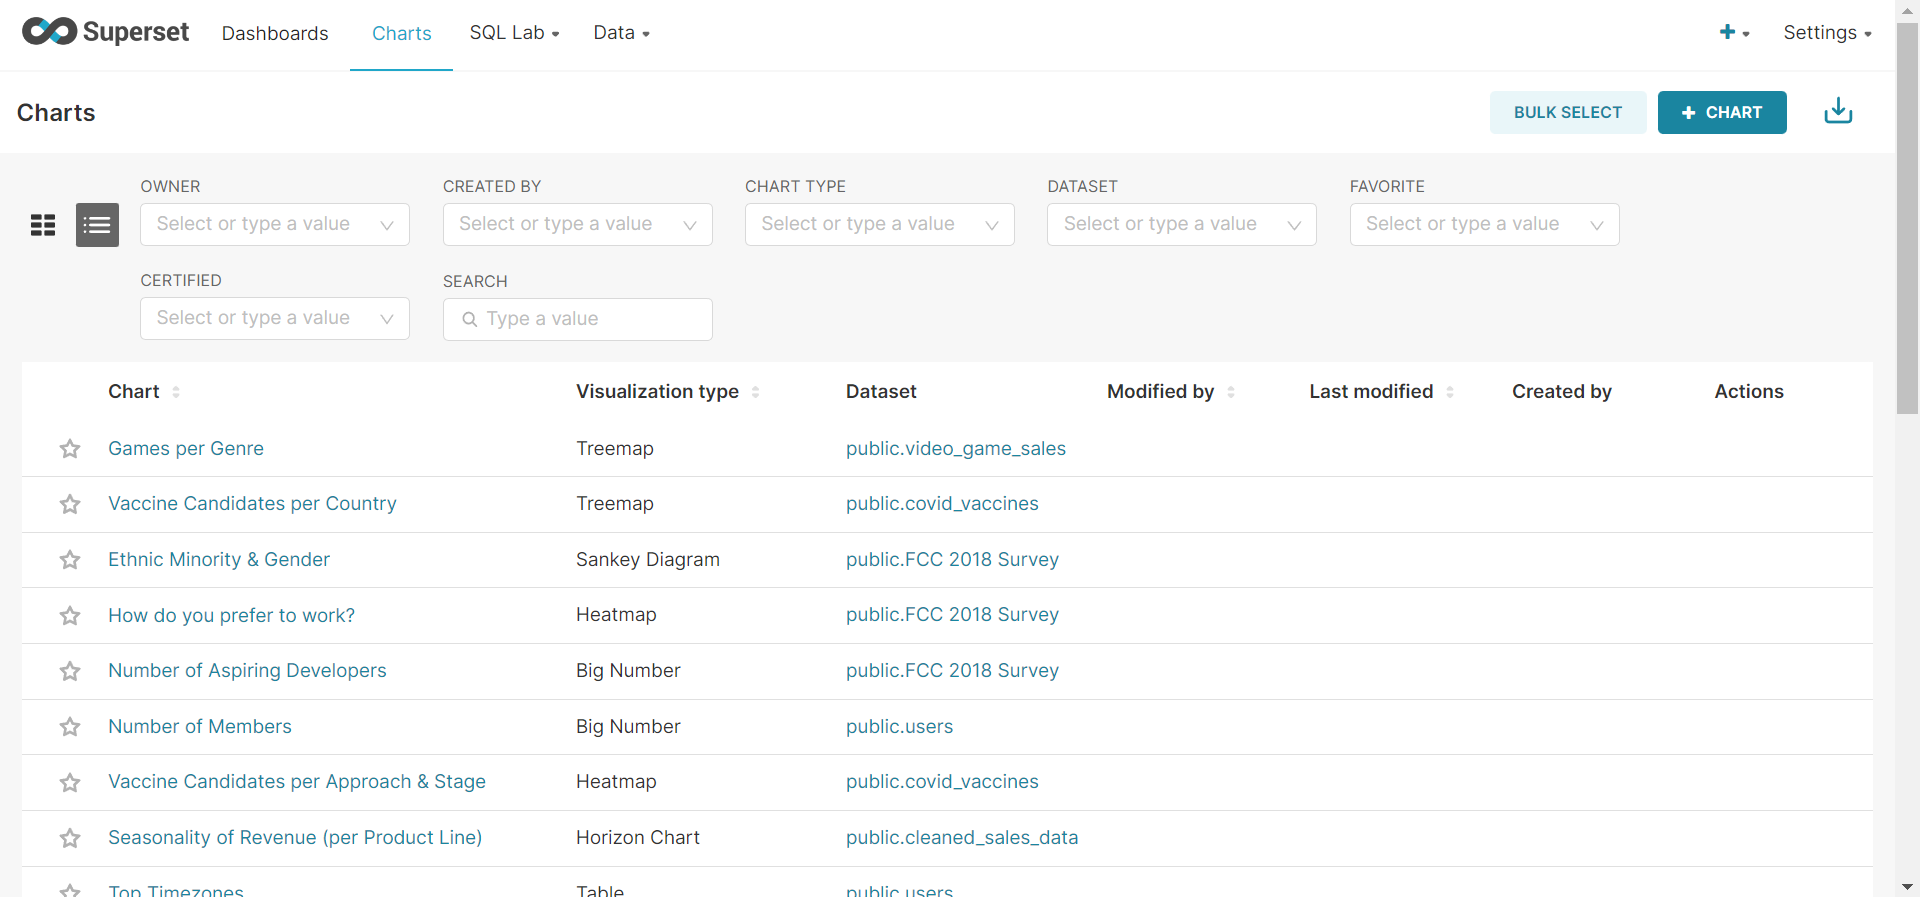 Superset Dashboards Charts SQL Lab Data Settings
Charts BULK SELECT + CHART
OWNER CREATED BY CHART TYPE DATASET FAVORITE
Select or type a value Select or type a value Select or type a value Select or type a value Select or type a value
CERTIFIED SEARCH
Select or type a value Type a value
Chart Visualization type Dataset Modified by Last modified Created by Actions
Games per Genre Treemap public.video_game_sales
Vaccine Candidates per Country Treemap public.covid_vaccines
Ethnic Minority & Gender Sankey Diagram public.FCC 2018 Survey
How do you prefer to work? Heatmap public.FCC 2018 Survey
Number of Aspiring Developers Big Number public.FCC 2018 Survey
Number of Members Big Number public.users
Vaccine Candidates per Approach & Stage Heatmap public.covid_vaccines
Seasonality of Revenue (per Product Line) Horizon Chart public.cleaned_sales_data
Top Timezones Table public.users